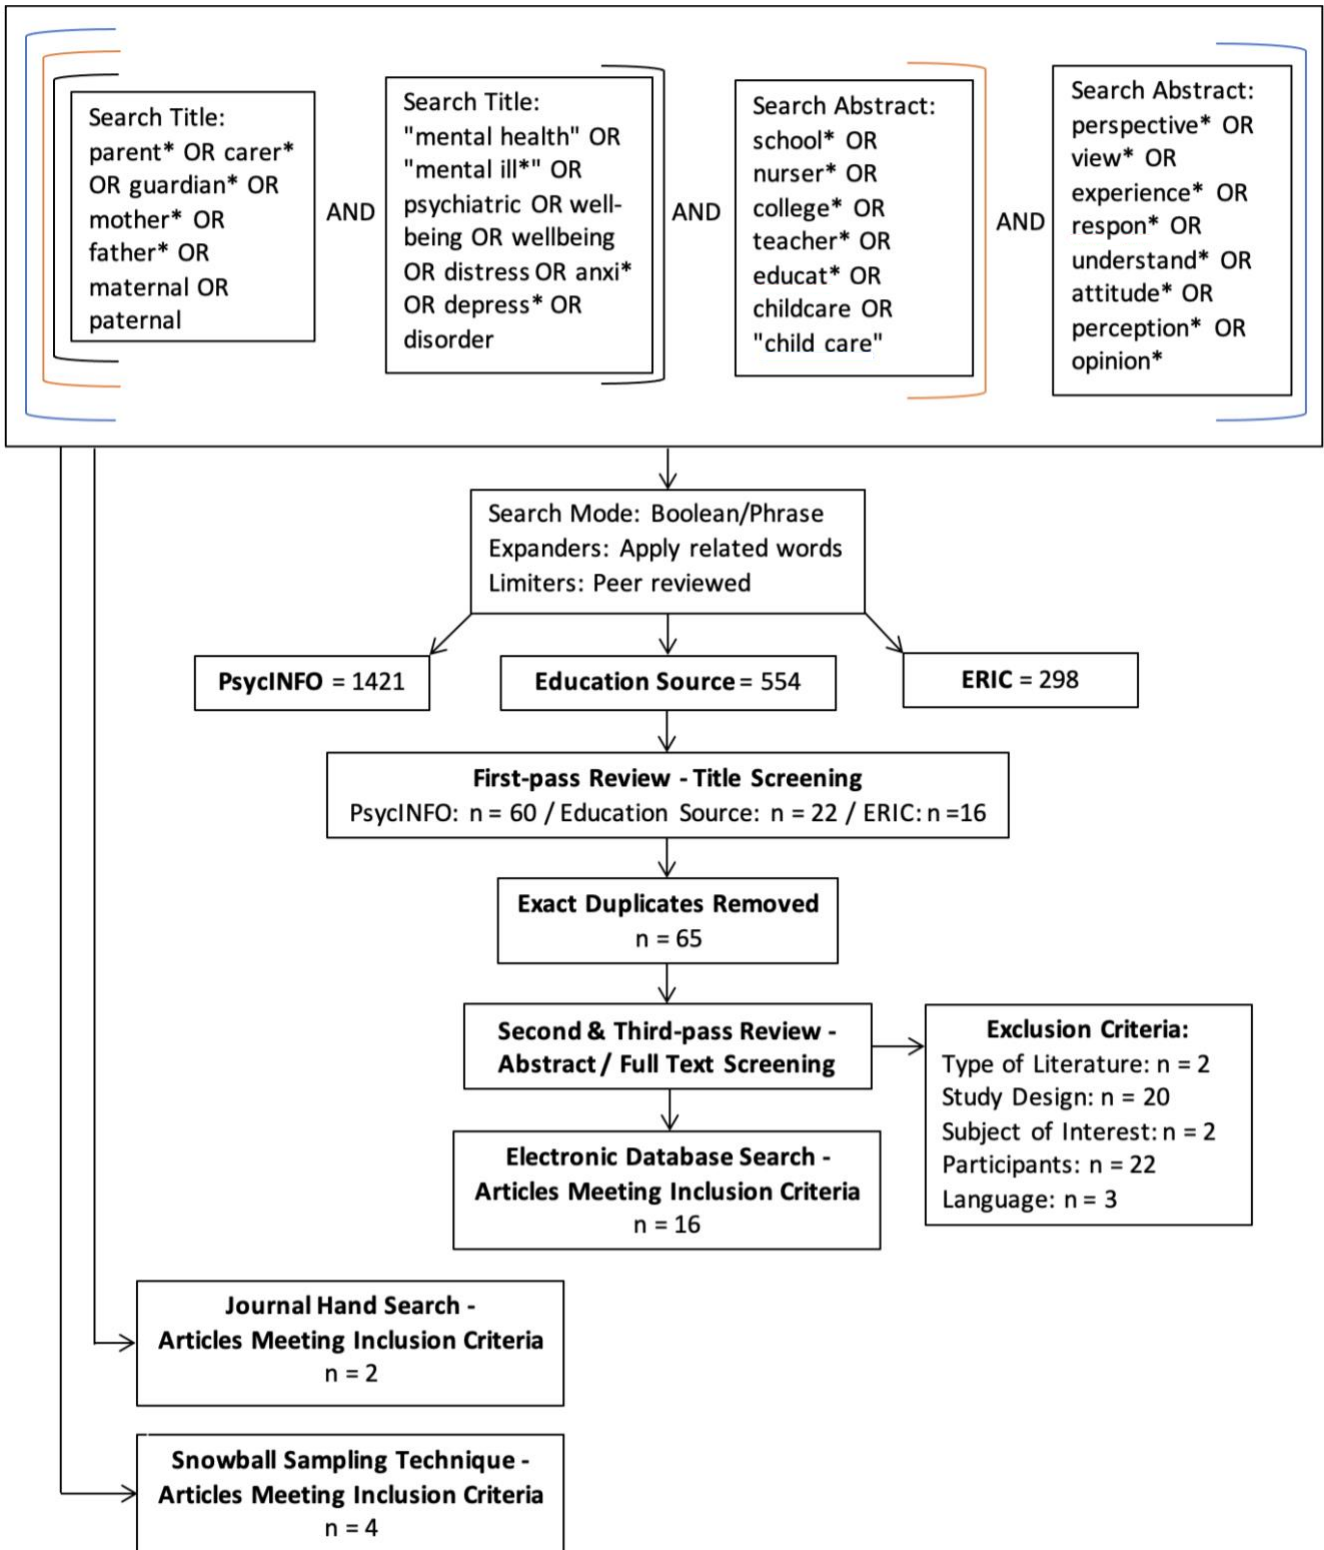 Search Title:
parent* OR carer*
OR guardian* OR
mother* OR
father* OR
maternal OR
paternal
AND
Search Title:
"mental health" OR
"mental ill*" OR
psychiatric OR well-
being OR wellbeing
OR distress OR anxi*
OR depress* OR
disorder
AND
Search Abstract:
school* OR
nurser* OR
college* OR
teacher* OR
educat* OR
childcare OR
"child care"
AND
Search Abstract:
perspective* OR
view* OR
experience* OR
respon* OR
understand* OR
attitude* OR
perception* OR
opinion*
Search Mode: Boolean/Phrase
Expanders: Apply related words
Limiters: Peer reviewed
PsycINFO = 1421
Education Source = 554
ERIC = 298
First-pass Review - Title Screening
PsycINFO: n = 60 / Education Source: n = 22 / ERIC: n =16
Exact Duplicates Removed
n = 65
Second & Third-pass Review -
Abstract / Full Text Screening
Exclusion Criteria:
Type of Literature: n = 2
Study Design: n = 20
Subject of Interest: n = 2
Participants: n = 22
Language: n = 3
Electronic Database Search -
Articles Meeting Inclusion Criteria
n = 16
Journal Hand Search -
Articles Meeting Inclusion Criteria
n = 2
Snowball Sampling Technique -
Articles Meeting Inclusion Criteria
n = 4